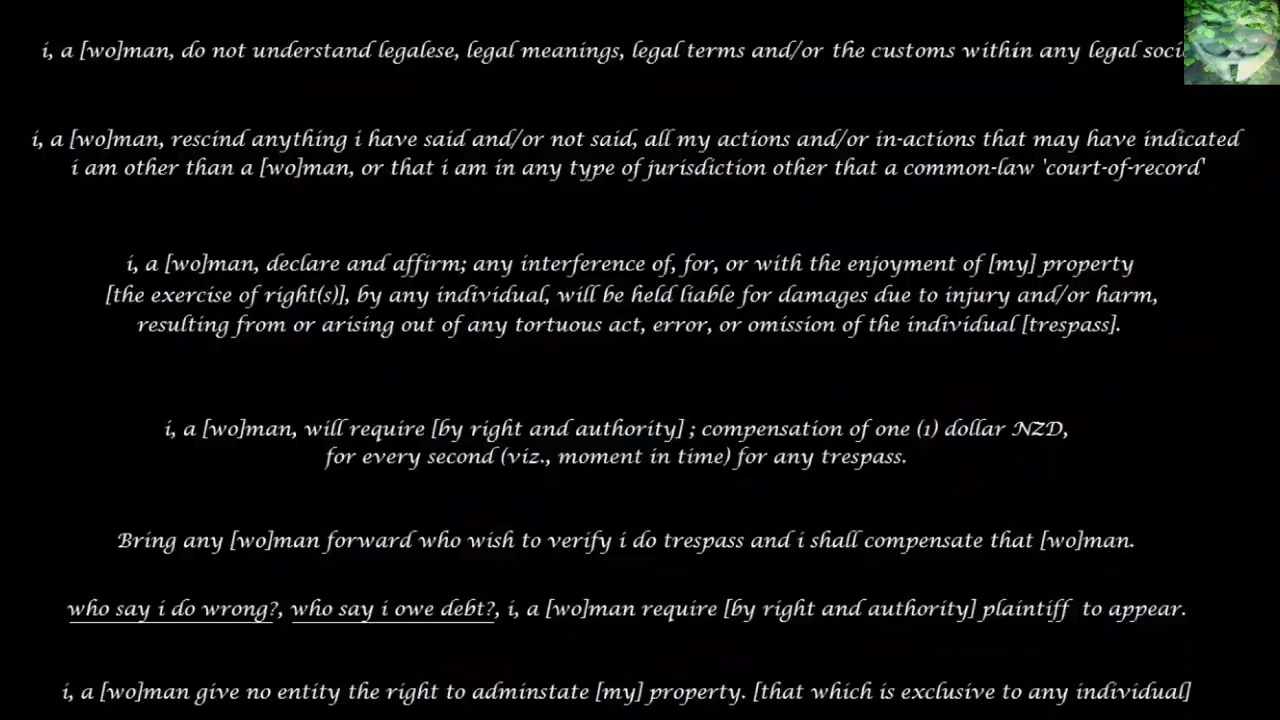 i, a [wo]man, do not understand legalese, legal meanings, legal terms and/or the customs within any legal
i, a [wo]man, rescind anything i have said and/or not said, all my actions and/or in-actions that may have indicated
i am other than a [wo]man, or that i am in any type of jurisdiction other that a common-law 'court-of-record'
i, a [wo]man, declare and affirm; any interference of, for, or with the enjoyment of [my] property
[the exercise of right(s)], by any individual, will be held liable for damages due to injury and/or harm,
resulting from or arising out of any tortuous act, error, or omission of the individual [trespass].
i, a [wo]man, will require [by right and authority] ; compensation of one (1) dollar NZD,
for every second (viz., moment in time) for any trespass.
Bring any [wo]man forward who wish to verify i do trespass and i shall compensate that [wo]man.
who say i do wrong?, who say i owe debt?, i, a [wo]man require [by right and authority] plaintiff to appear.
i, a [wo]man give no entity the right to adminstate [my] property. [that which is exclusive to any individual]